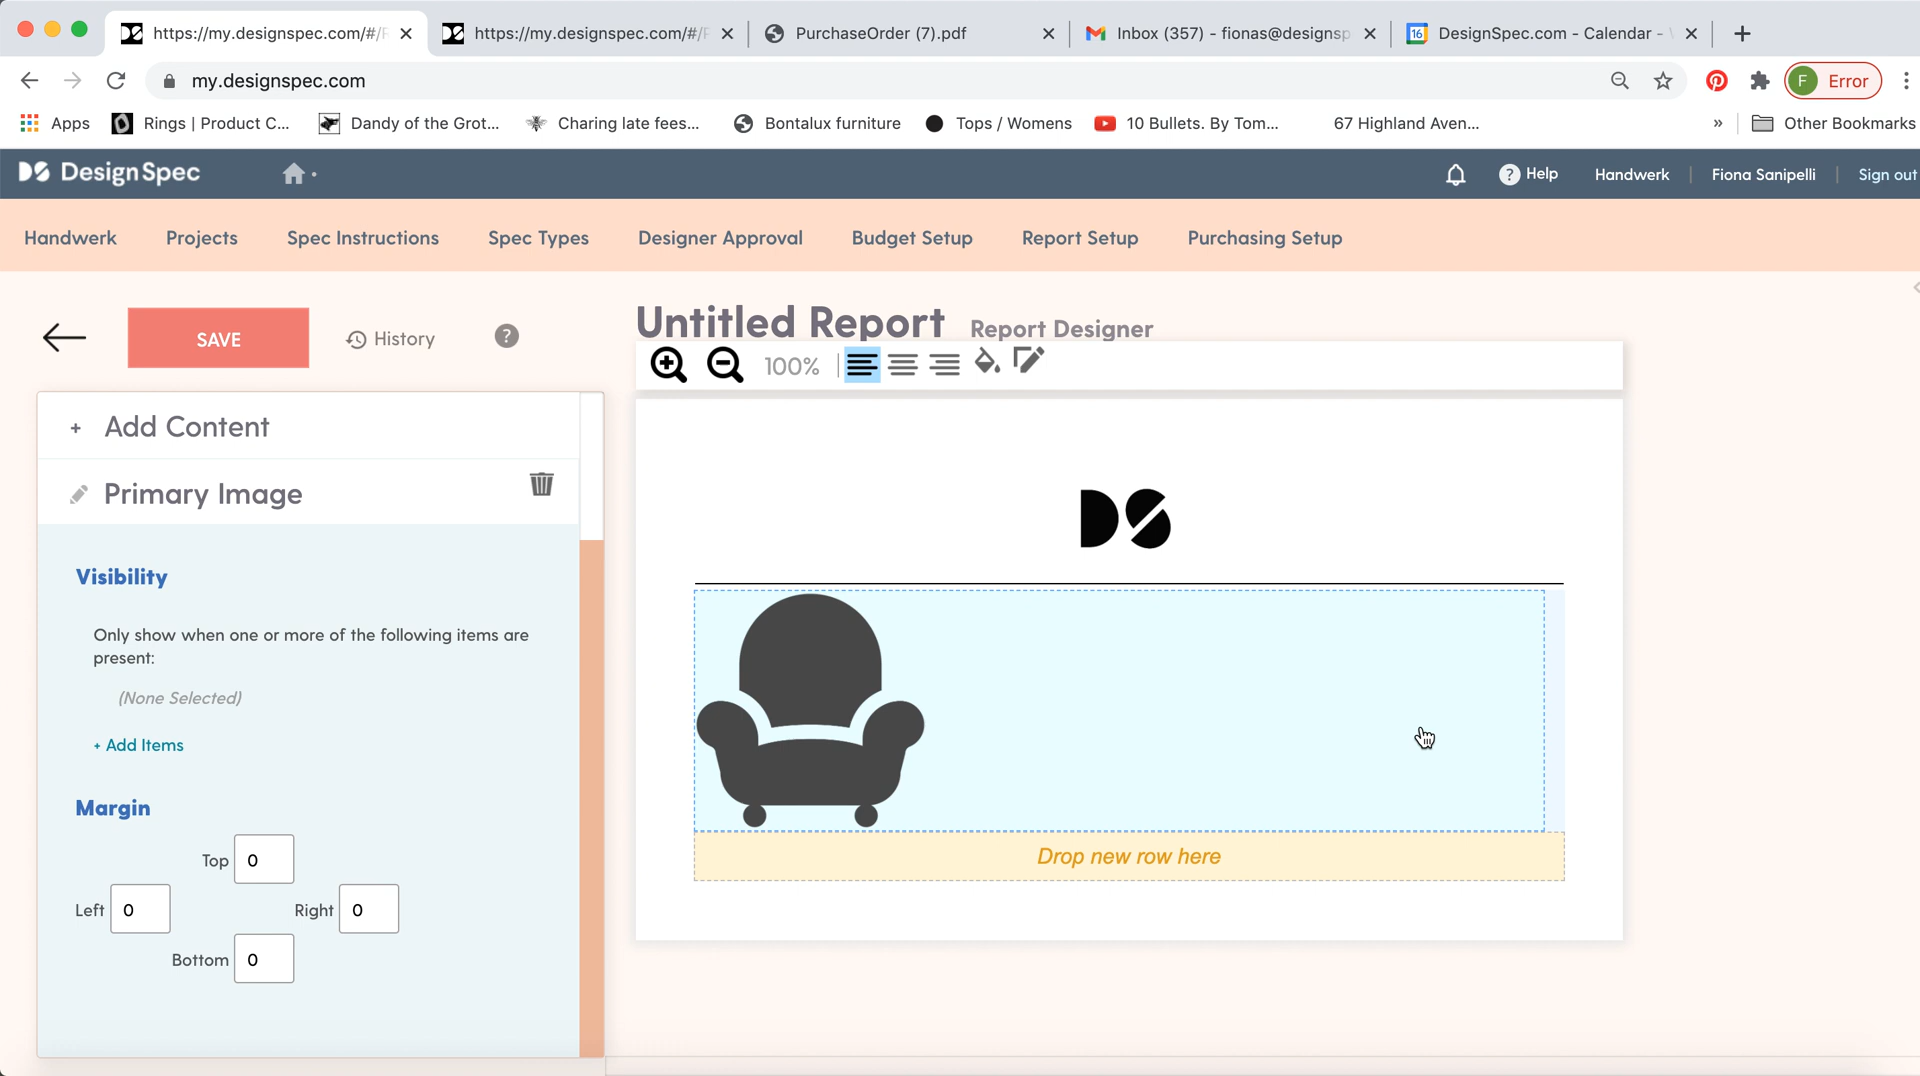 https://my.designspec.com/#/
https://my.designspec.com/#/
PurchaseOrder (7).pdf
Inbox (357) - fionas@designsp
16
DesignSpec.com - Calendar -
my.designspec.com
F
Error
Apps
Rings | Product C...
Dandy of the Grot...
Charing late fees...
Bontalux furniture
Tops / Womens
10 Bullets. By Tom...
67 Highland Aven...
»
Other Bookmarks
DS DesignSpec
? Help
Handwerk
Fiona Sanipelli
Sign out
Handwerk
Projects
Spec Instructions
Spec Types
Designer Approval
Budget Setup
Report Setup
Purchasing Setup
SAVE
History
?
Untitled Report Report Designer
100%
+ Add Content
Primary Image
DS
Visibility
Only show when one or more of the following items are
present:
(None Selected)
+ Add Items
Margin
Top 0
Left 0
Right 0
Bottom 0
Drop new row here